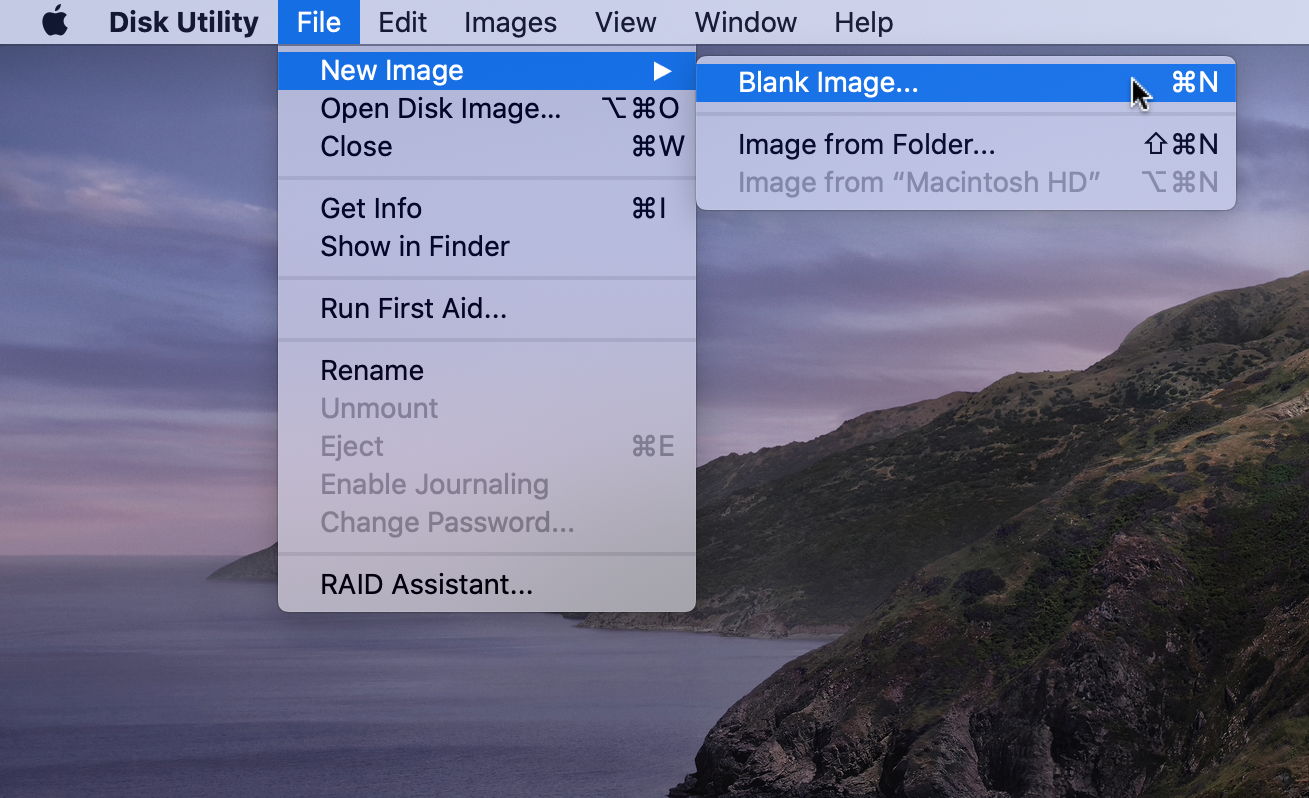 Disk Utility File Edit Images View Window Help
New Image ▶
Open Disk Image... ⌥⌘O
Close ⌘W
Get Info ⌘I
Show in Finder
Run First Aid...
Rename
Unmount
Eject ⌘E
Enable Journaling
Change Password...
RAID Assistant...
Blank Image... ⌘N
Image from Folder... ⇧⌘N
Image from “Macintosh HD” ⌥⌘N